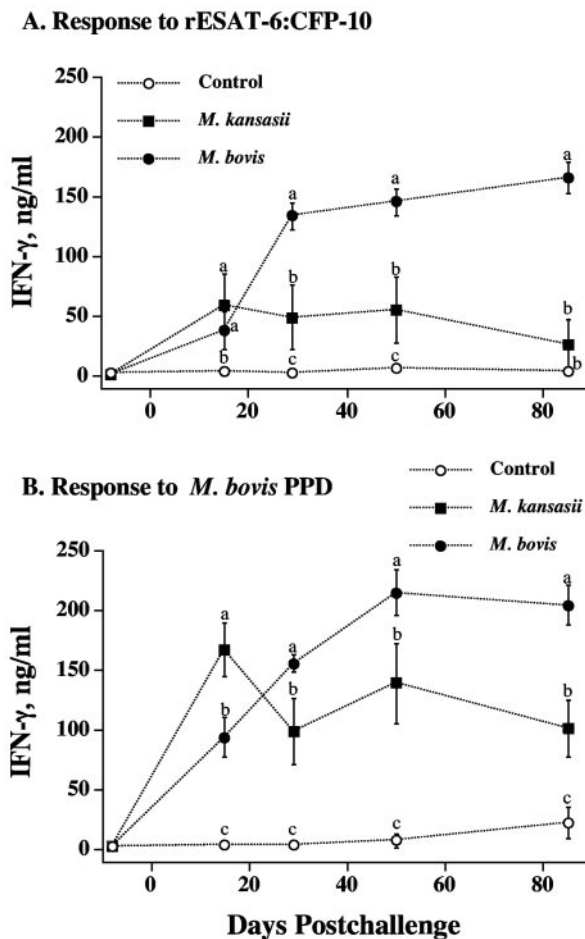 A. Response to rESAT-6:CFP-10
250
Control
200
M. kansasii
M. bovis
a
a
a
150
IFN-γ, ng/ml
100
a
b
b
b
50
a
b
c
c
b
0
0 20 40 60 80
Control
B. Response to M. bovis PPD
M. kansasii
M. bovis
250
a
a
a
200
a
b
150
b
b
b
IFN-γ, ng/ml
100
50
c
c
c
c
0
0 20 40 60 80
Days Postchallenge